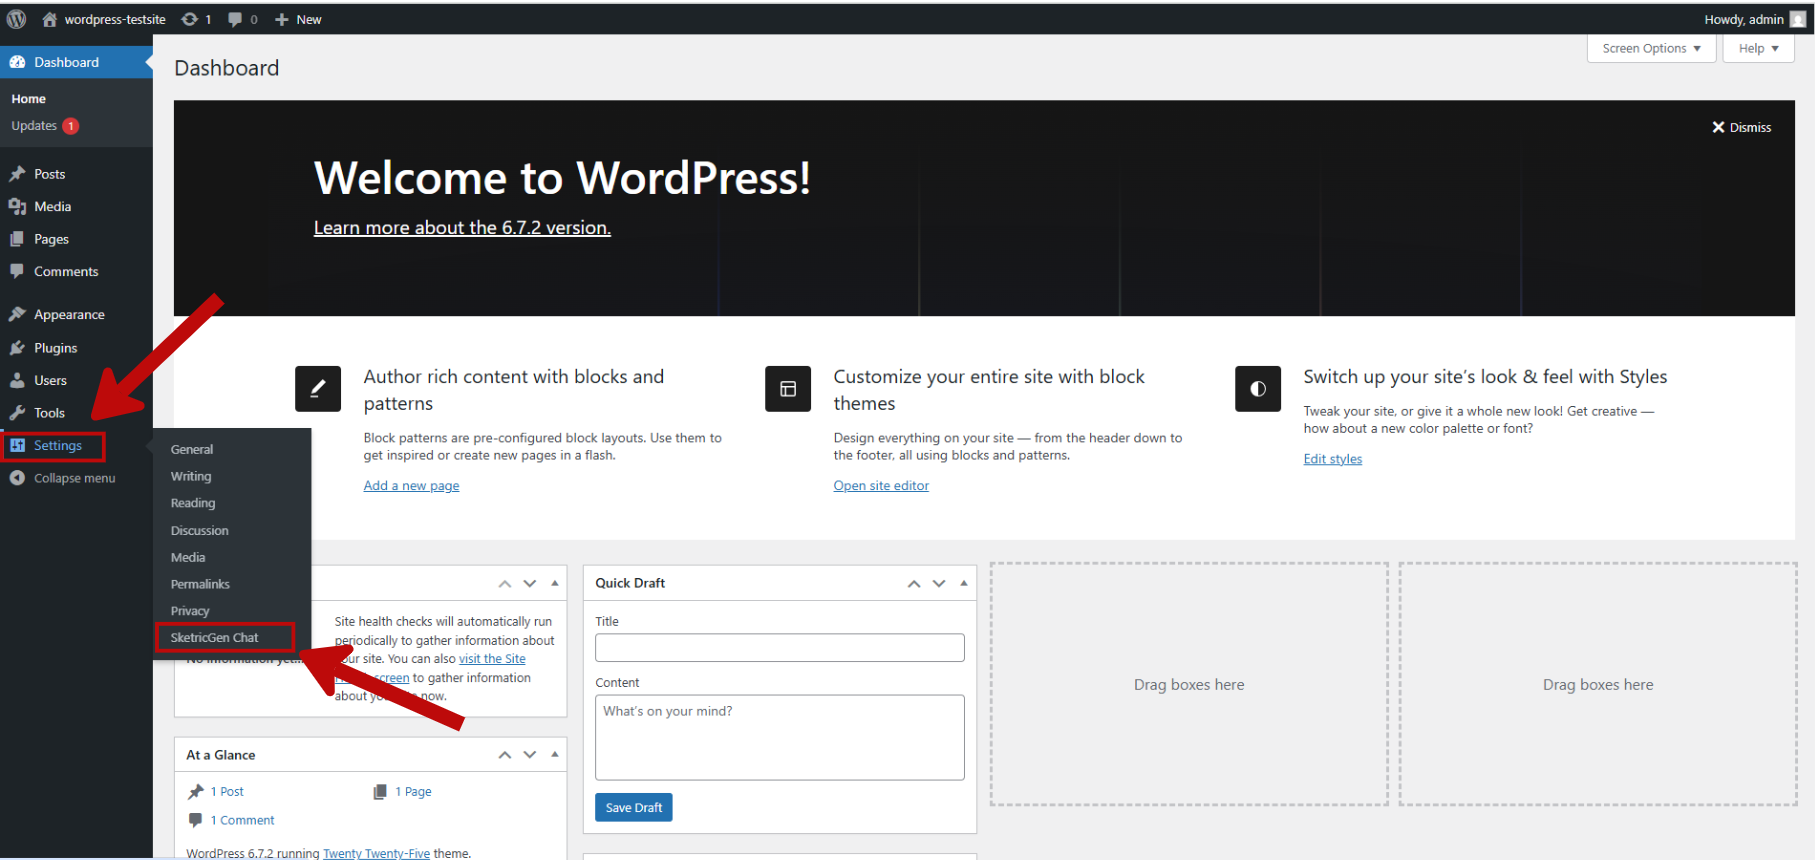 wordpress-testsite 1 0 New
Howdy, admin
Dashboard
Home
Updates 1
Posts
Media
Pages
Comments
Appearance
Plugins
Users
Tools
Settings
Collapse menu
General
Writing
Reading
Discussion
Media
Permalinks
Privacy
SketricGen Chat
Screen Options
Help
Dashboard
Dismiss
Welcome to WordPress!
Learn more about the 6.7.2 version.
Author rich content with blocks and
patterns
Block patterns are pre-configured block layouts. Use them to
get inspired or create new pages in a flash.
Add a new page
Customize your entire site with block
themes
Design everything on your site — from the header down to
the footer, all using blocks and patterns.
Open site editor
Switch up your site’s look & feel with Styles
Tweak your site, or give it a whole new look! Get creative —
how about a new color palette or font?
Edit styles
No information yet...
Site health checks will automatically run
periodically to gather information about
your site. You can also visit the Site
screen to gather information
about now.
At a Glance
1 Post
1 Page
1 Comment
WordPress 6.7.2 running Twenty Twenty-Five theme.
Quick Draft
Title
Content
What’s on your mind?
Save Draft
Drag boxes here
Drag boxes here